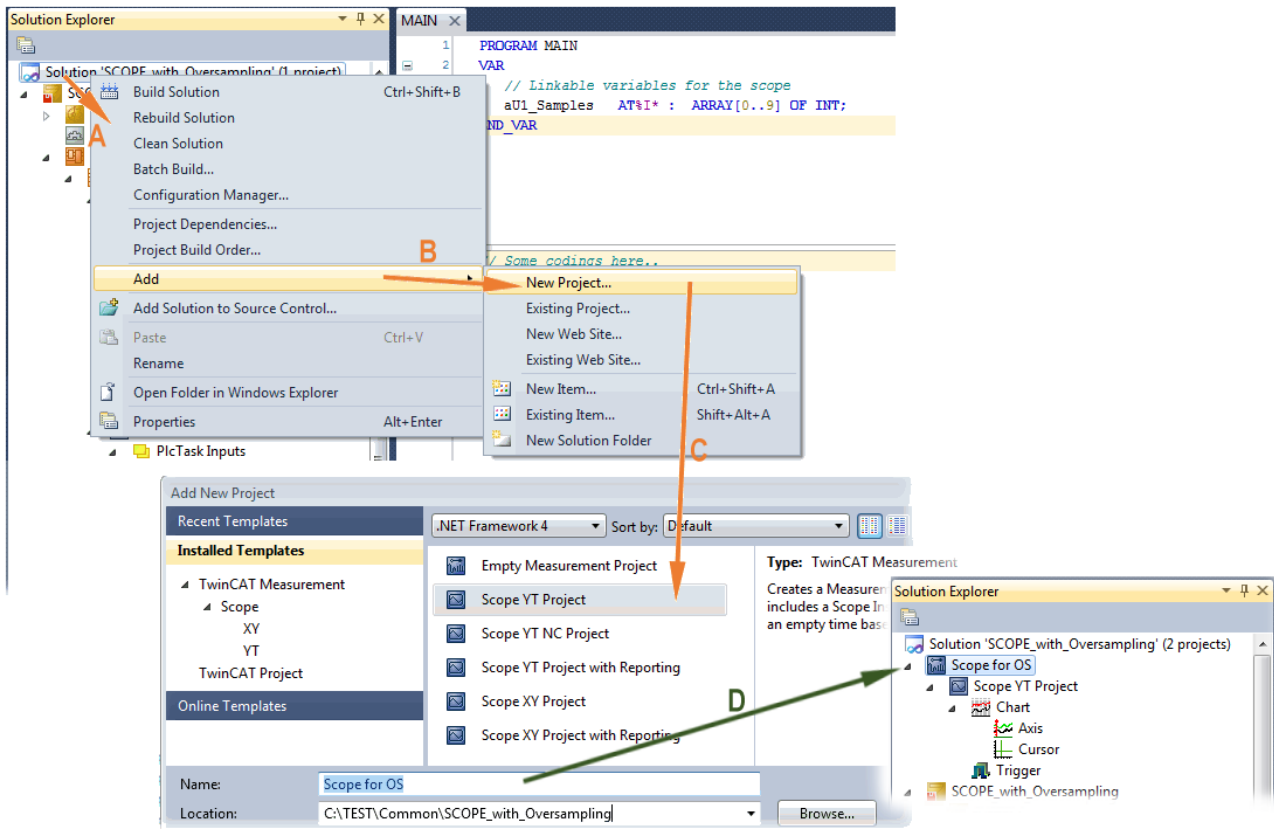 Solution Explorer
MAIN
Solution 'SCOPE_with_Oversampling' (1 project)
1 PROGRAM MAIN
2 VAR
// Linkable variables for the scope
aU1_Samples AT%I* : ARRAY[0..9] OF INT;
ND_VAR
A
Build Solution Ctrl+Shift+B
Rebuild Solution
Clean Solution
Batch Build...
Configuration Manager...
Project Dependencies...
Project Build Order...
B
Add
Add Solution to Source Control...
Paste Ctrl+V
Rename
Open Folder in Windows Explorer
Properties Alt+Enter
PlcTask Inputs
/ Some codings here..
New Project...
Existing Project...
New Web Site...
Existing Web Site...
New Item... Ctrl+Shift+A
Existing Item... Shift+Alt+A
New Solution Folder
C
Add New Project
Recent Templates
Installed Templates
TwinCAT Measurement
Scope
XY
YT
TwinCAT Project
Online Templates
.NET Framework 4 Sort by: Default
Empty Measurement Project
Scope YT Project
Scope YT NC Project
Scope YT Project with Reporting
Scope XY Project
Scope XY Project with Reporting
Type: TwinCAT Measurement
Creates a Measuren
includes a Scope In
an empty time base
D
Name: Scope for OS
Location: C:\TEST\Common\SCOPE_with_Oversampling
Browse...
Solution Explorer
Solution 'SCOPE_with_Oversampling' (2 projects)
Scope for OS
Scope YT Project
Chart
Axis
Cursor
Trigger
SCOPE_with_Oversampling